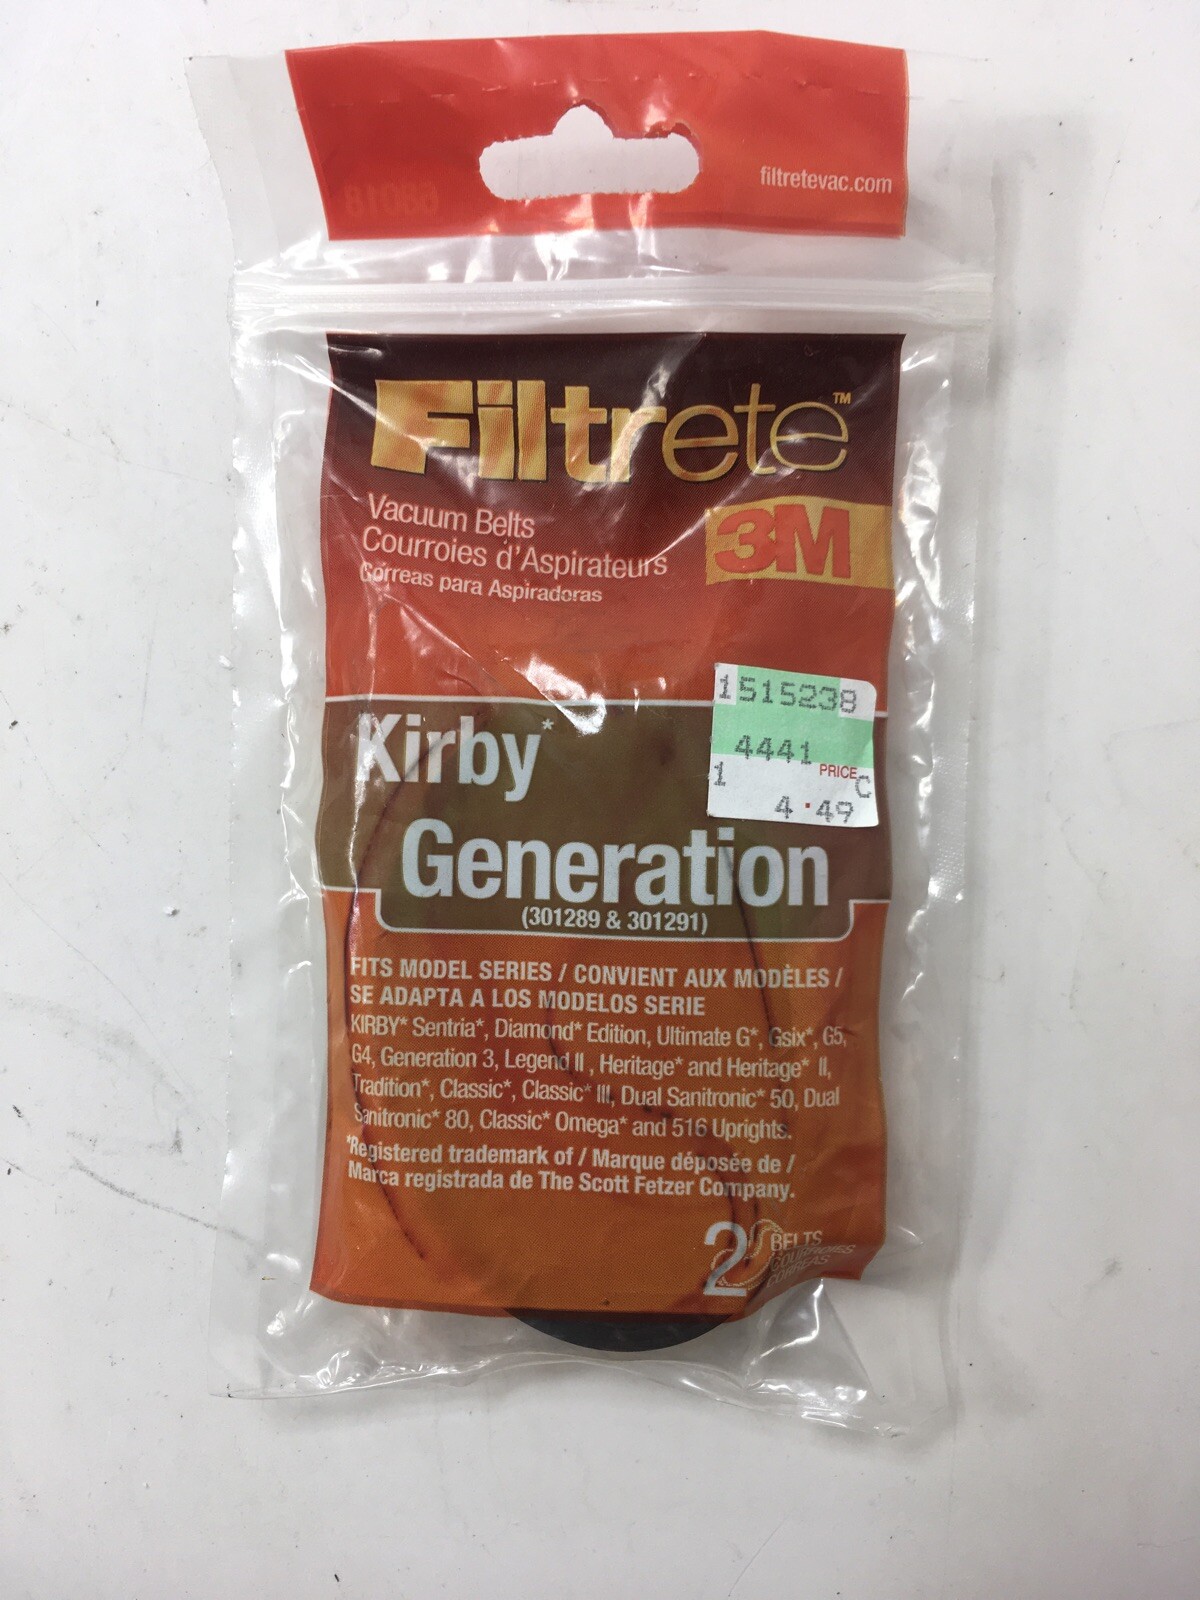 filtretevac.com
68018
Filtrete™
Vacuum Belts
3M
Courroies d'Aspirateurs
Correas para Aspiradoras
1515238
4441
1 PRICE C
4.49
Kirby*
Generation
(301289 & 301291)
FITS MODEL SERIES / CONVIENT AUX MODÈLES /
SE ADAPTA A LOS MODELOS SERIE
KIRBY* Sentria*, Diamond* Edition, Ultimate G*, Gsix*, G5,
G4, Generation 3, Legend II , Heritage* and Heritage* II,
Tradition*, Classic*, Classic* III, Dual Sanitronic* 50, Dual
Sanitronic* 80, Classic* Omega* and 516 Uprights.
*Registered trademark of / Marque déposée de /
Marca registrada de The Scott Fetzer Company.
2 BELTS
COURROIES
CORREAS